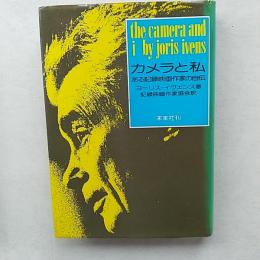 the camera and
i by joris ivens
カメラと私
ある記録映画作家の自伝
ヨーリス・イヴェンス著
記録映画作家協会訳
未来社刊